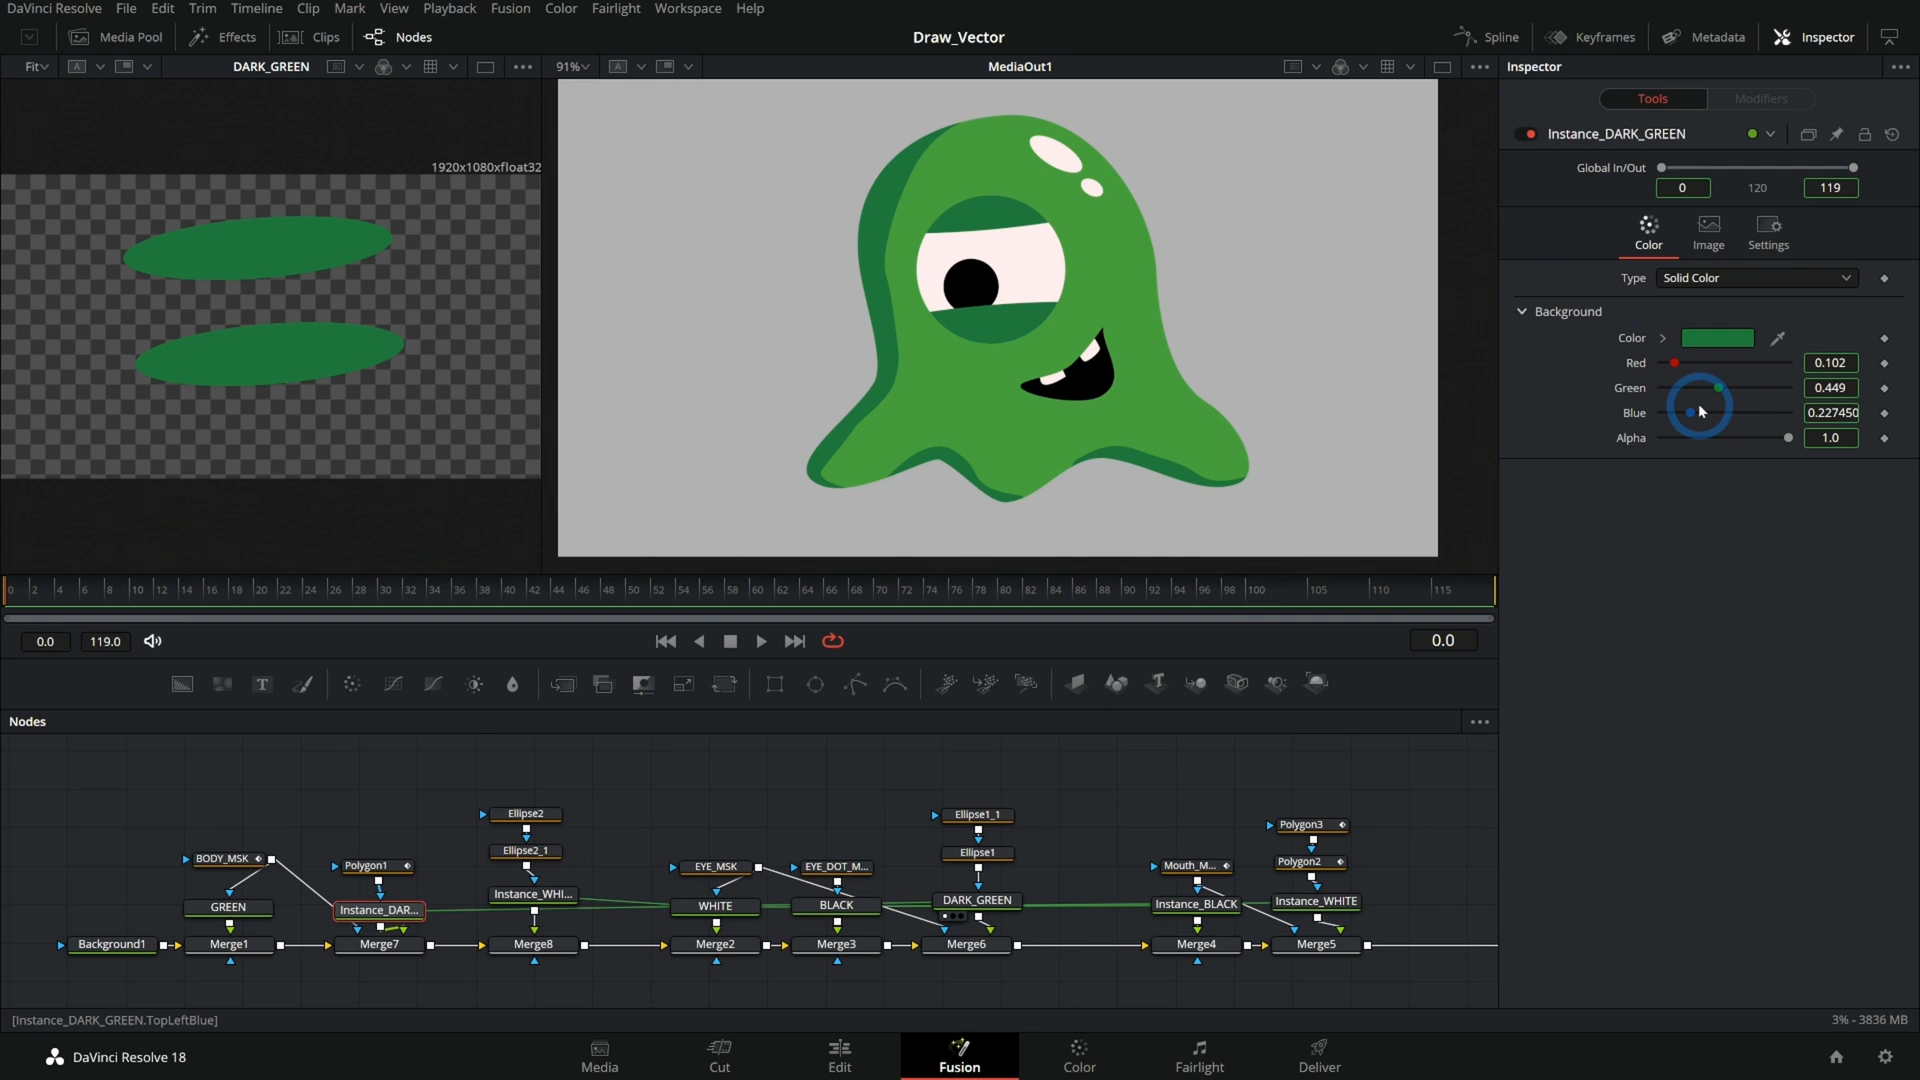 DaVinci Resolve File Edit Trim Timeline Clip Mark View Playback Fusion Color Fairlight Workspace Help
Media Pool Effects Clips Nodes Draw_Vector Spline Keyframes Metadata Inspector
Fit A DARK_GREEN 91% A MediaOut1 Inspector
Tools Modifiers
Instance_DARK_GREEN
1920x1080xfloat32
Global In/Out
0 120 119
Color Image Settings
Type Solid Color
Background
Color
Red 0.102
Green 0.449
Blue 0.227450
Alpha 1.0
0 2 4 6 8 10 12 14 16 18 20 22 24 26 28 30 32 34 36 38 40 42 44 46 48 50 52 54 56 58 60 62 64 66 68 70 72 74 76 78 80 82 84 86 88 90 92 94 96 98 100 105 110 115
0.0 119.0 0.0
T
Nodes
Ellipse2 Ellipse1_1
Polygon3
Ellipse2_1 Ellipse1
BODY_MSK Polygon1 EYE_MSK EYE_DOT_M... Mouth_M... Polygon2
Instance_WHI...
GREEN Instance_DAR... WHITE BLACK DARK_GREEN Instance_BLACK Instance_WHITE
Background1 Merge1 Merge7 Merge8 Merge2 Merge3 Merge6 Merge4 Merge5
[Instance_DARK_GREEN.TopLeftBlue] 3% - 3836 MB
DaVinci Resolve 18 Media Cut Edit Fusion Color Fairlight Deliver